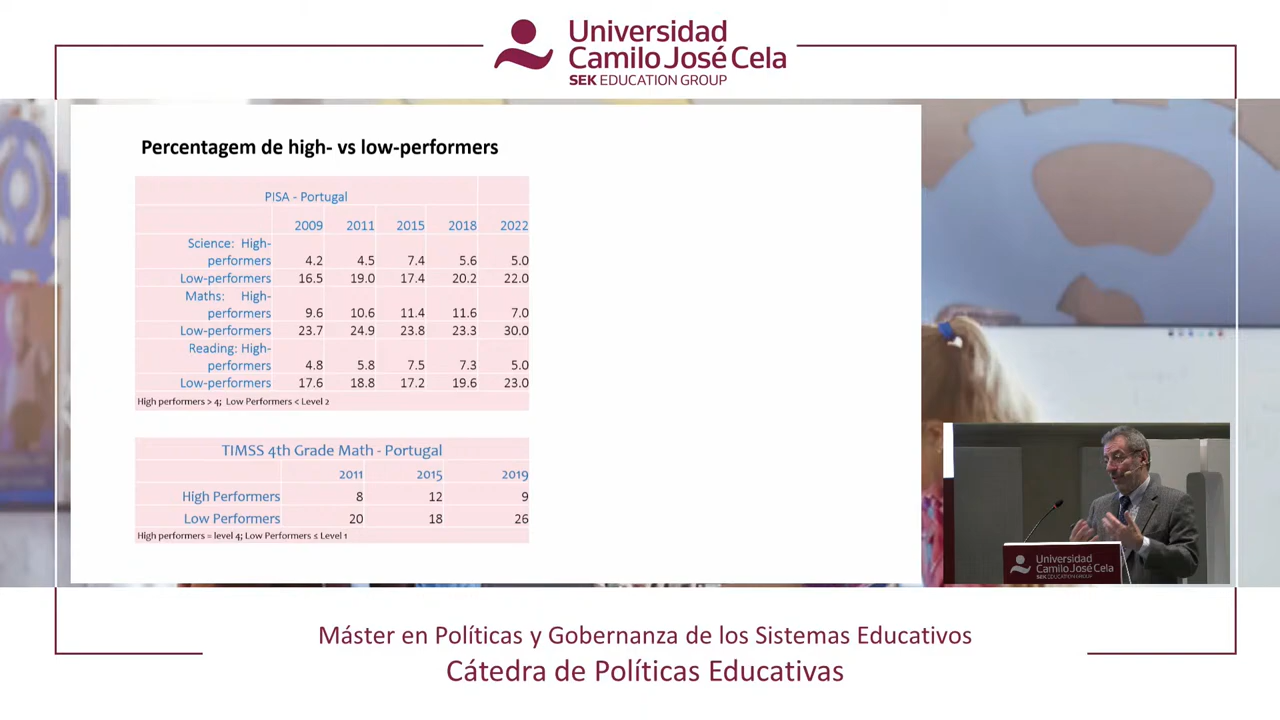 Universidad
Camilo José Cela
SEK EDUCATION GROUP
Percentagem de high- vs low-performers
PISA - Portugal
2009 2011 2015 2018 2022
Science: High-
performers 4.2 4.5 7.4 5.6 5.0
Low-performers 16.5 19.0 17.4 20.2 22.0
Maths: High-
performers 9.6 10.6 11.4 11.6 7.0
Low-performers 23.7 24.9 23.8 23.3 30.0
Reading: High-
performers 4.8 5.8 7.5 7.3 5.0
Low-performers 17.6 18.8 17.2 19.6 23.0
High performers > 4; Low Performers < Level 2
TIMSS 4th Grade Math - Portugal
2011 2015 2019
High Performers 8 12 9
Low Performers 20 18 26
High performers = level 4; Low Performers ≤ Level 1
Universidad
Camilo José Cela
SEK EDUCATION GROUP
Máster en Políticas y Gobernanza de los Sistemas Educativos
Cátedra de Políticas Educativas